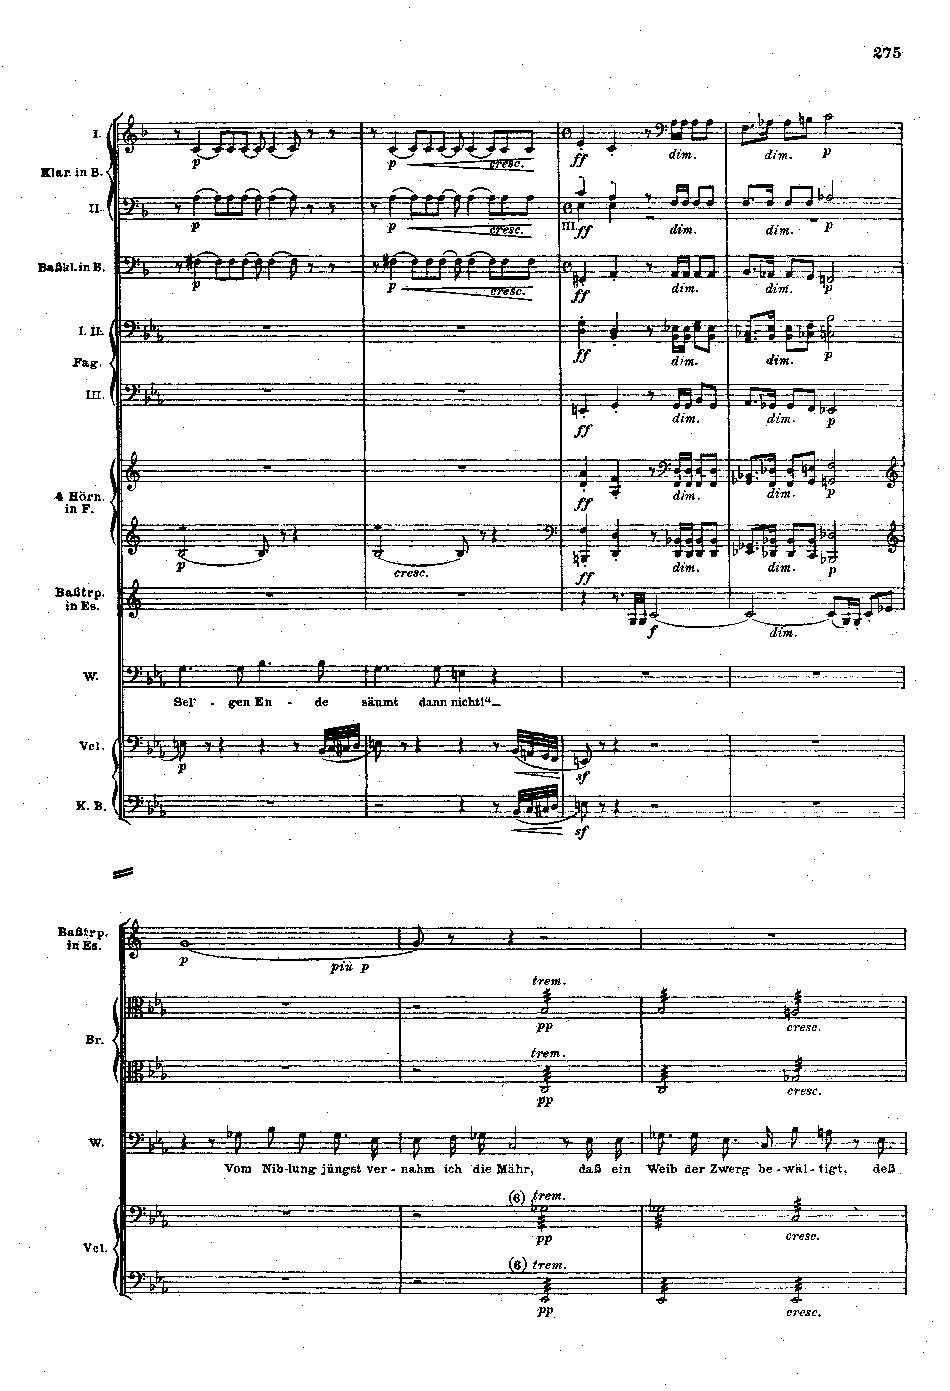 275
I.
Klar. in B.
p p cresc. ff dim. dim. p
II.
III
p p cresc. ff dim. dim. p
Baßkl. in B.
p p cresc. ff dim. dim. p
I. II.
Fag.
ff dim. dim. p
III.
ff dim. dim. p
4 Hörn. in F.
ff dim. dim. p
p cresc. ff dim. dim. p
Baßtrp. in Es.
f dim.
W.
Sel' - gen En - de säumt dann nicht!“_
Vcl.
p sf
K. B.
sf
Baßtrp. in Es.
p più p
trem.
Br.
pp cresc.
trem.
pp cresc.
W.
Vom Nib-lung jüngst ver - nahm ich die Mähr, daß ein Weib der Zwerg be - wäl - tigt, deß
(6) trem.
Vcl.
pp cresc.
(6) trem.
pp cresc.